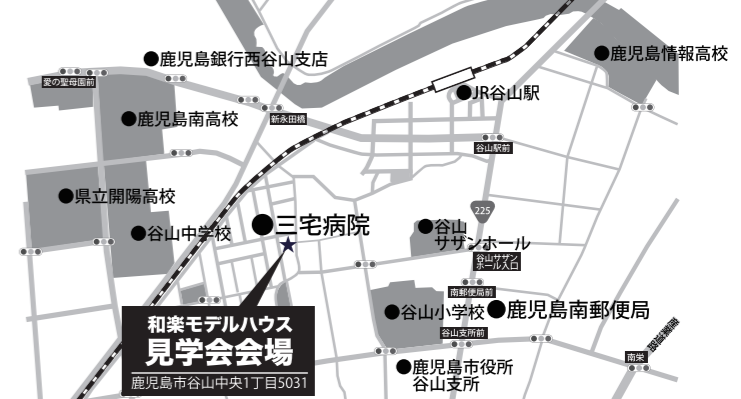 ●鹿児島銀行西谷山支店
●鹿児島情報高校
愛の聖母園前
●JR谷山駅
●鹿児島南高校
新永田橋
谷山駅前
●県立開陽高校
225
●谷山中学校
●三宅病院
●谷山
サザンホール
谷山サザン
ホール入口
南郵便局前
●谷山小学校
●鹿児島南郵便局
谷山支所前
和楽モデルハウス
見学会会場
鹿児島市谷山中央1丁目5031
●鹿児島市役所
谷山支所
南栄